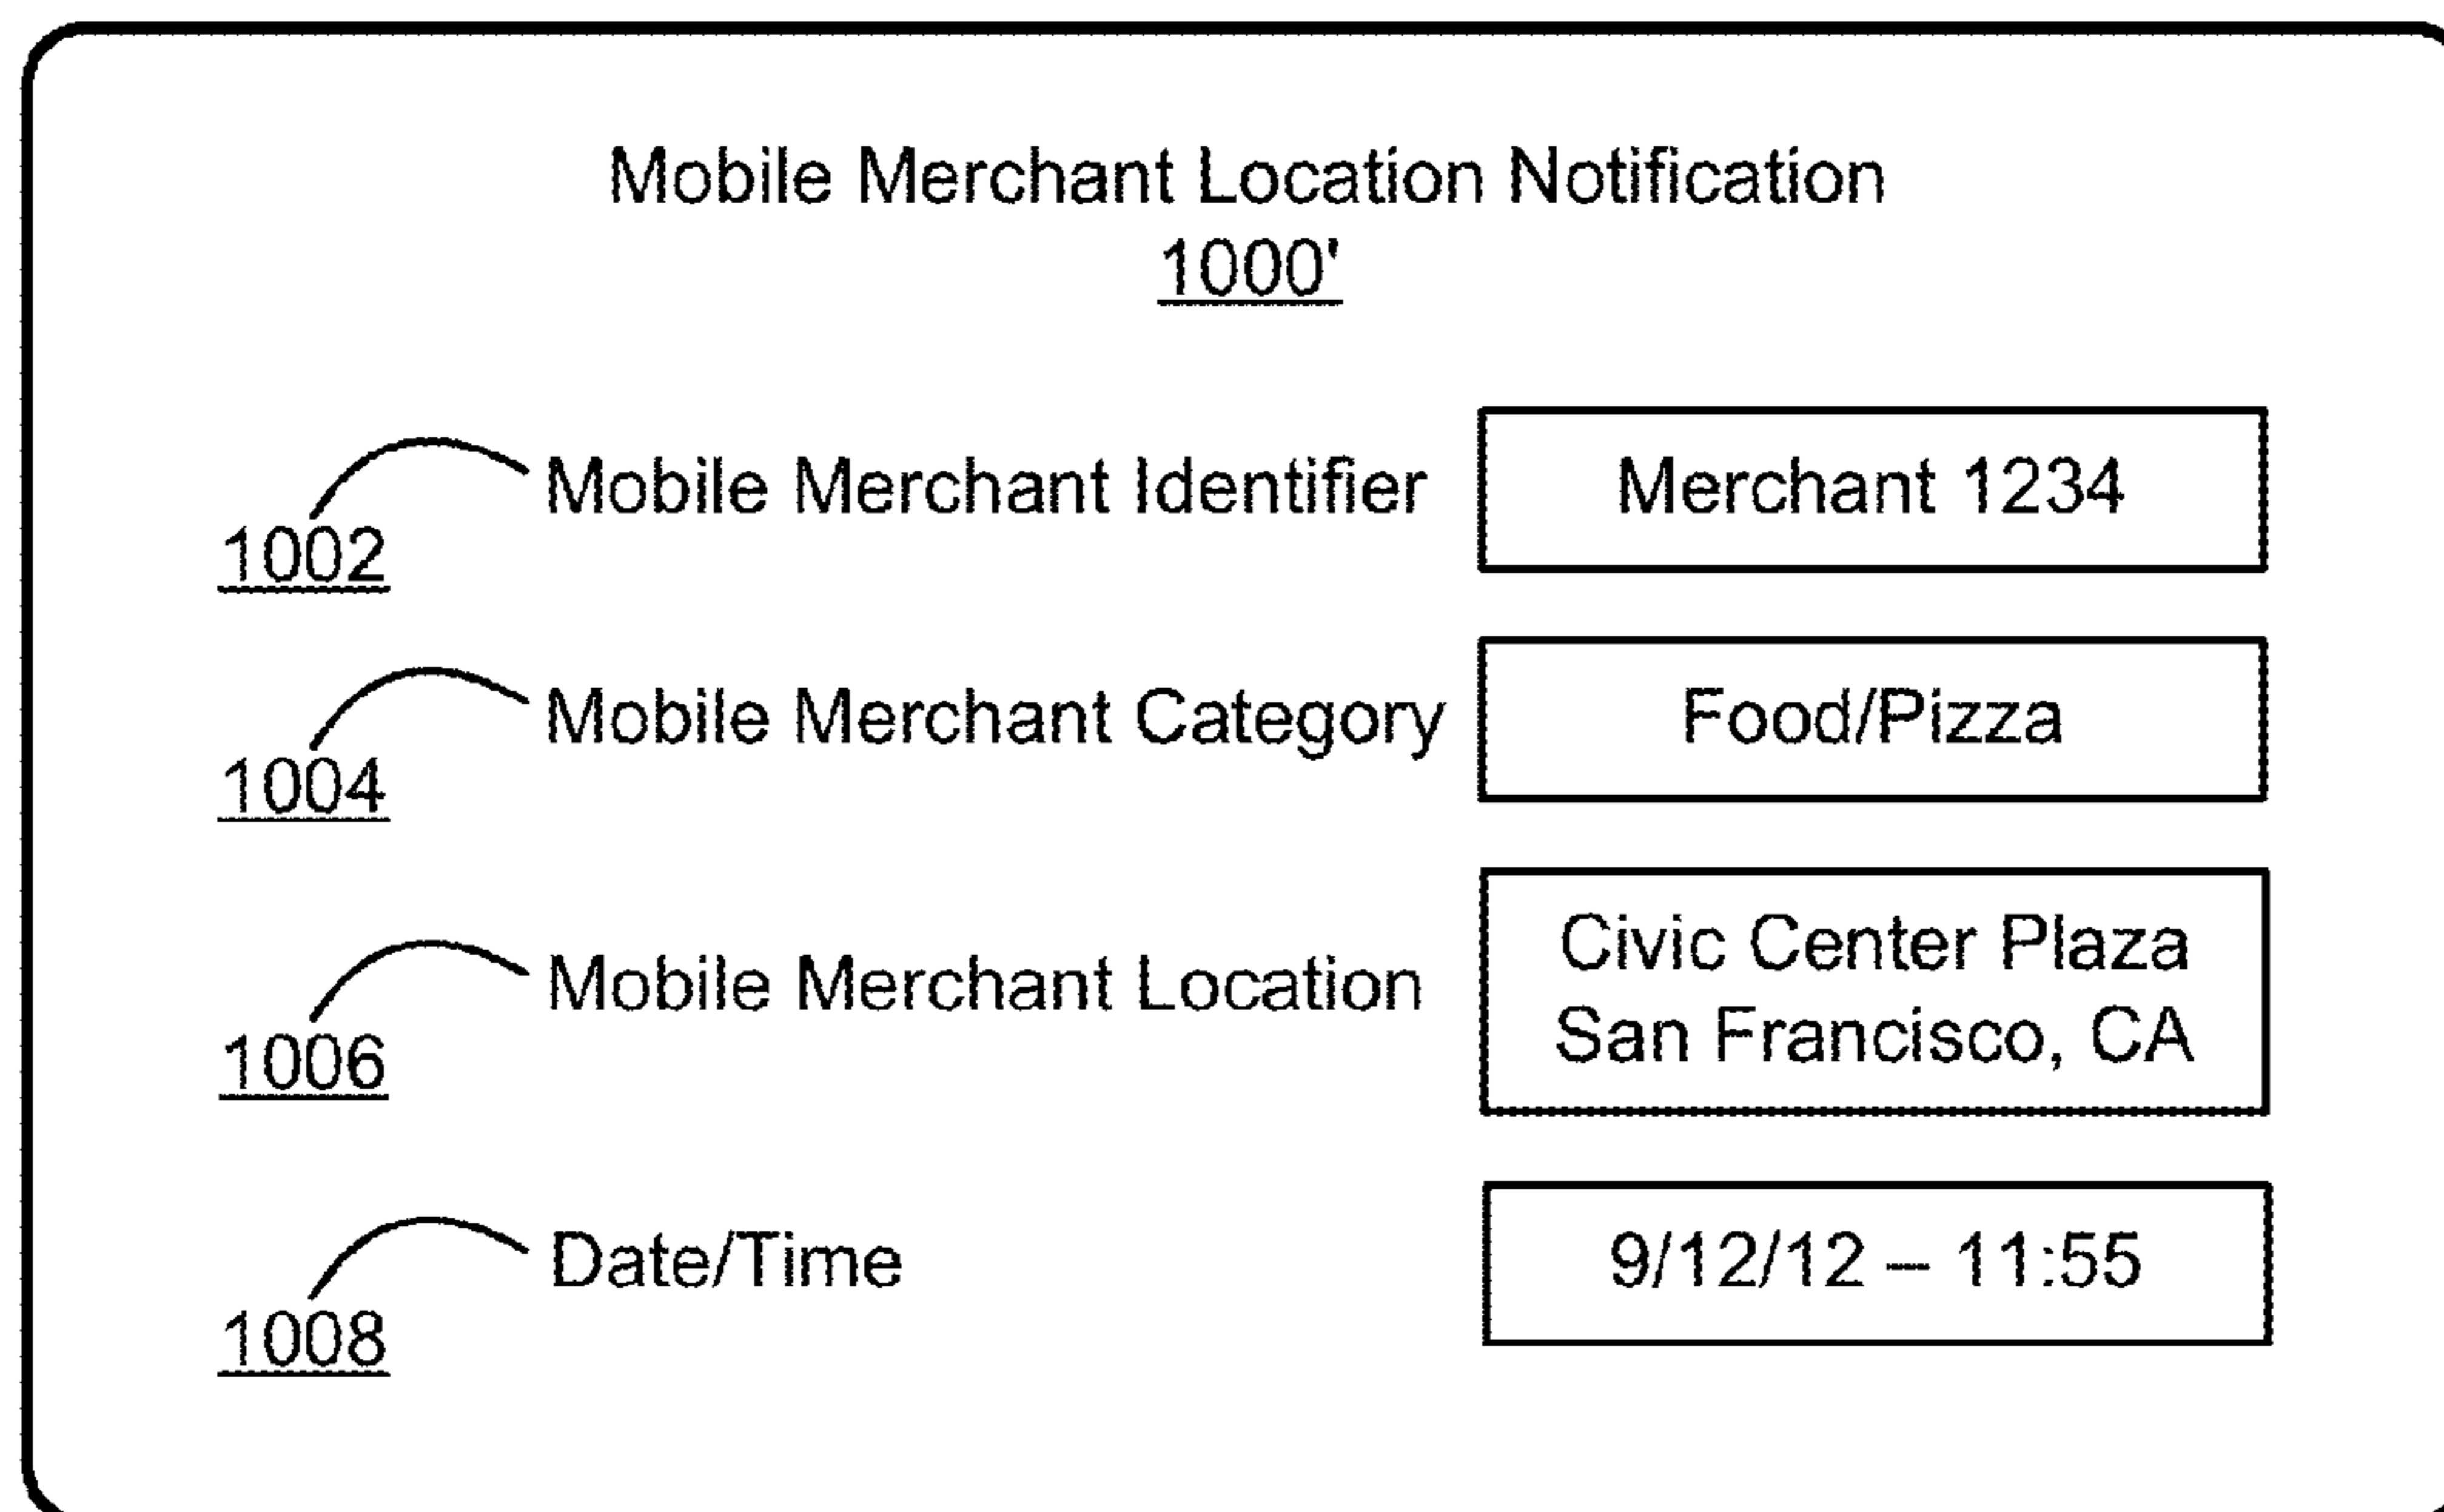 Mobile Merchant Location Notification
1000'
Mobile Merchant Identifier
Merchant 1234
1002
Mobile Merchant Category
Food/Pizza
1004
Mobile Merchant Location
Civic Center Plaza
San Francisco, CA
1006
Date/Time
9/12/12 – 11:55
1008